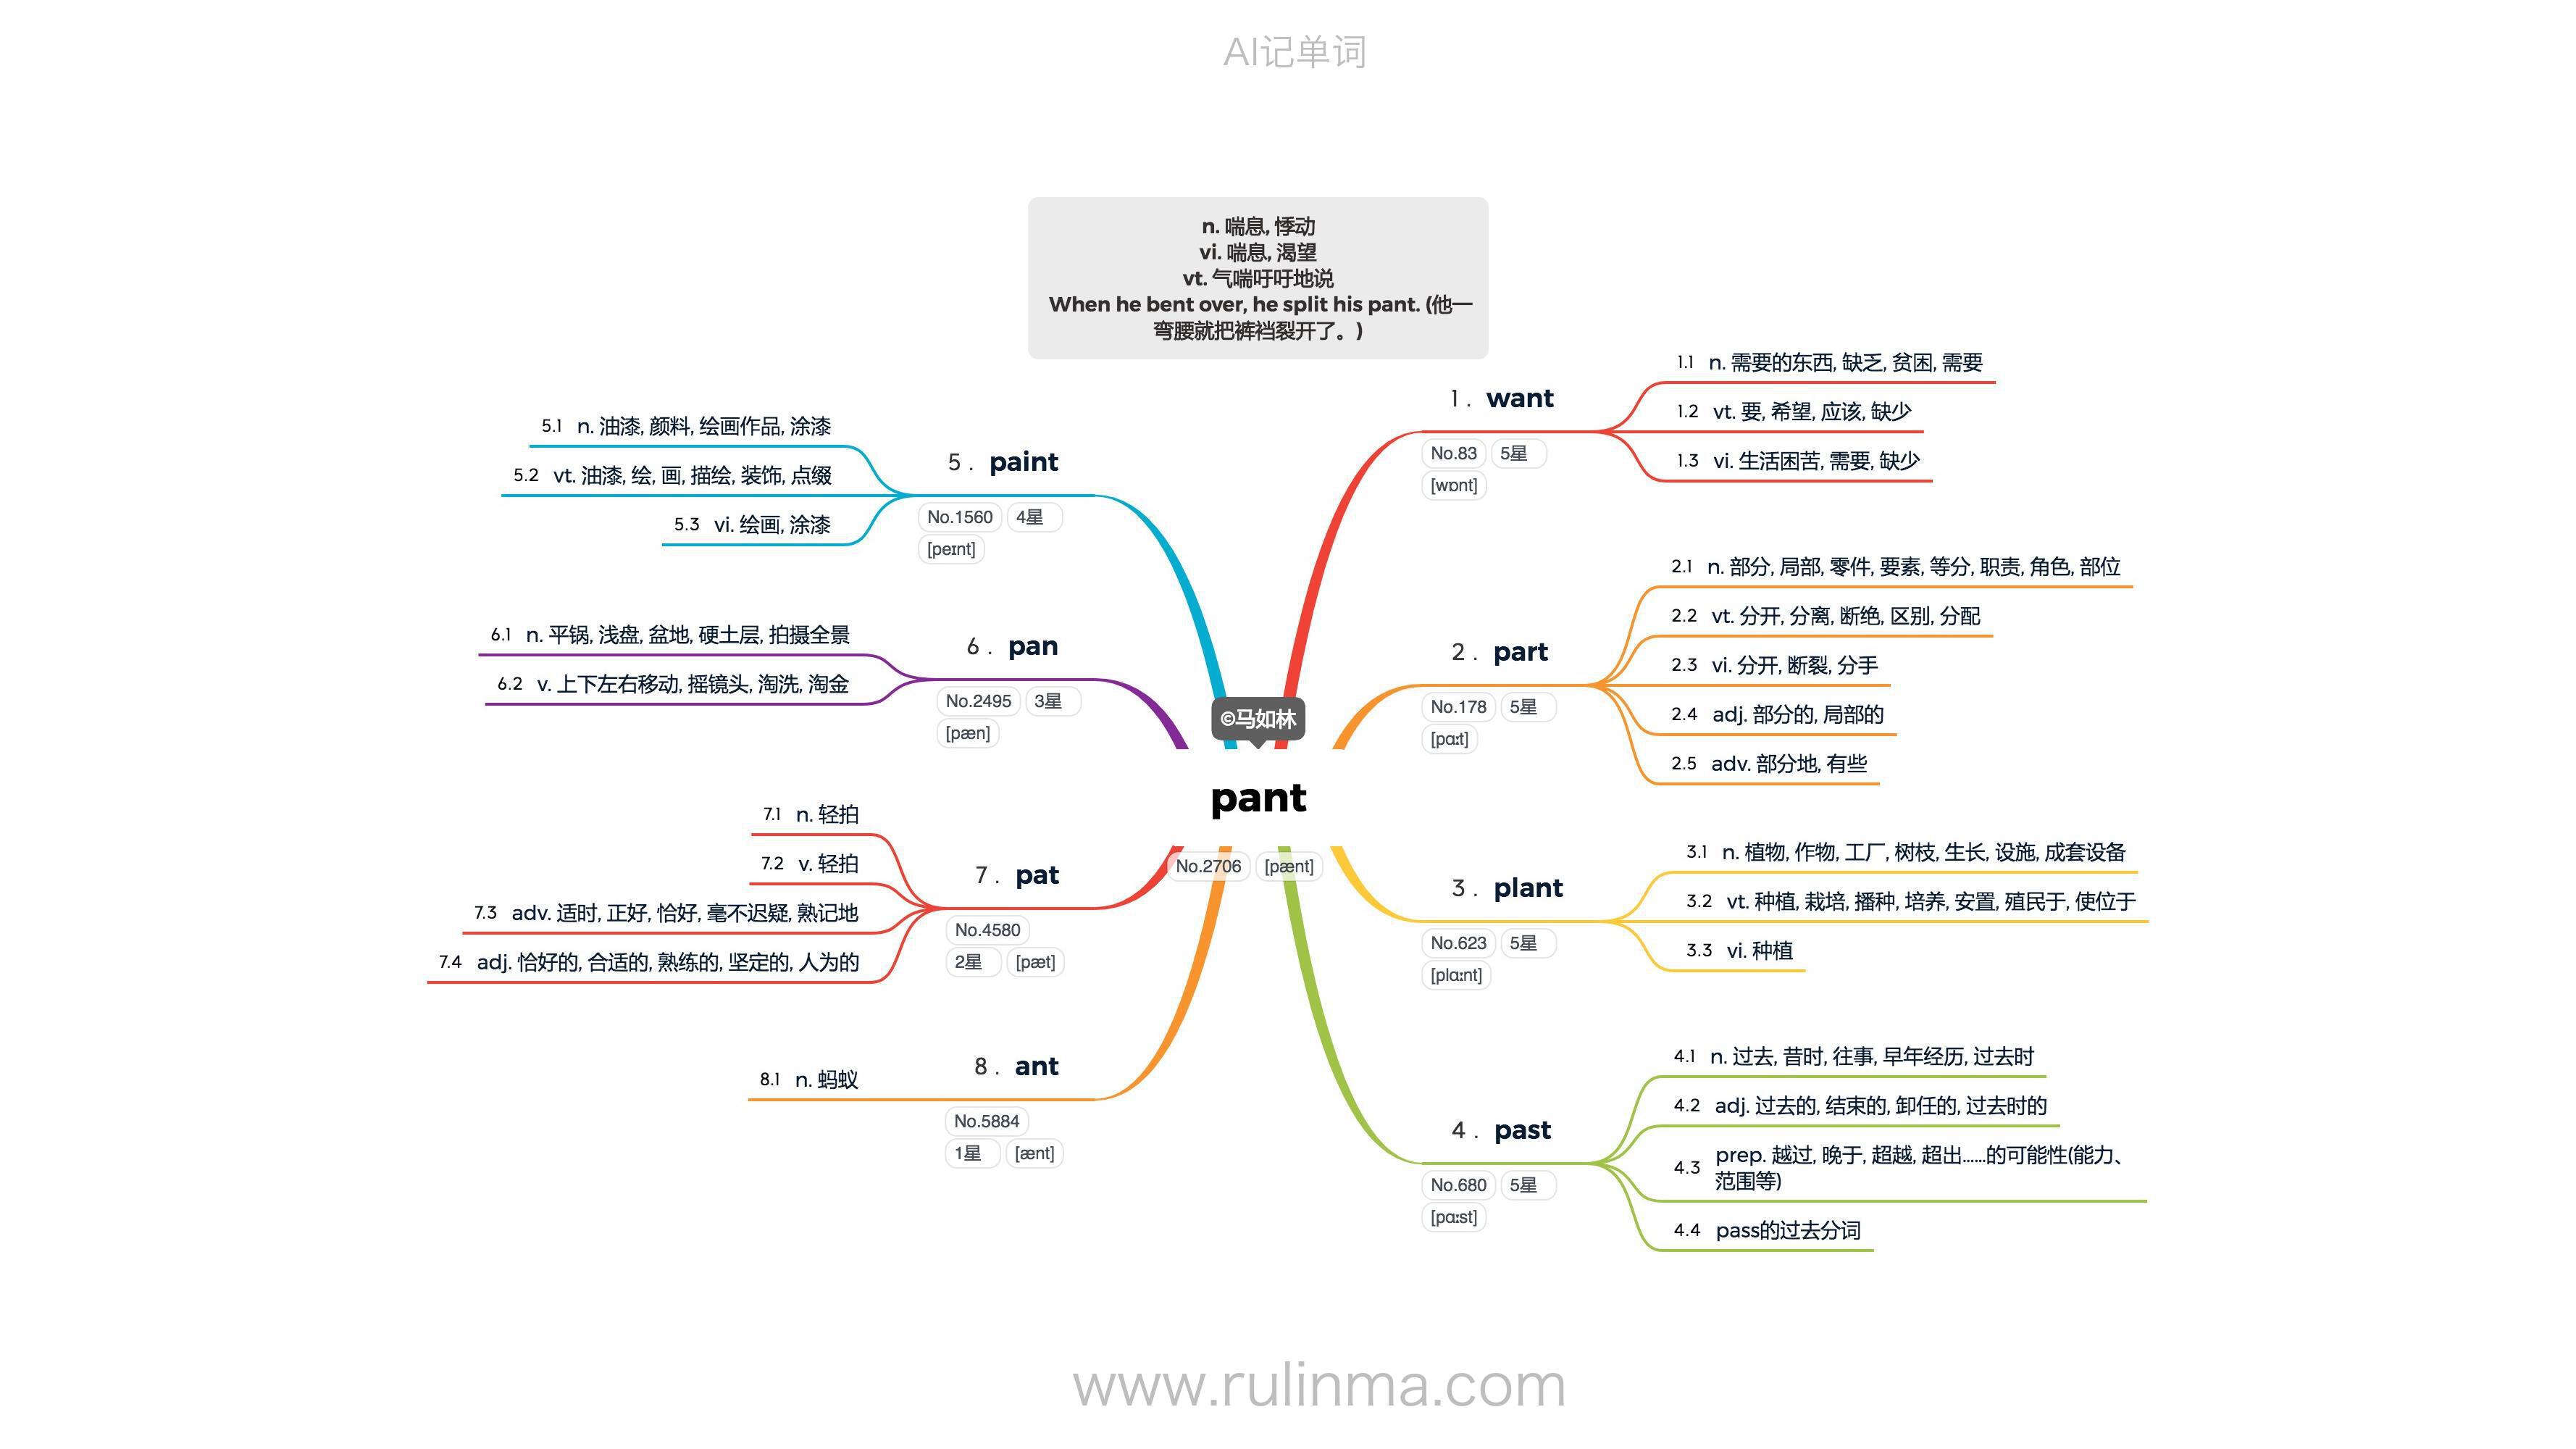 AI记单词
n. 喘息, 悸动
vi. 喘息, 渴望
vt. 气喘吁吁地说
When he bent over, he split his pant. (他一
弯腰就把裤裆裂开了。)
©马如林
pant
No.2706 [pænt]
1. want
No.83 5星
[wɒnt]
1.1 n. 需要的东西, 缺乏, 贫困, 需要
1.2 vt. 要, 希望, 应该, 缺少
1.3 vi. 生活困苦, 需要, 缺少
2. part
No.178 5星
[pɑːt]
2.1 n. 部分, 局部, 零件, 要素, 等分, 职责, 角色, 部位
2.2 vt. 分开, 分离, 断绝, 区别, 分配
2.3 vi. 分开, 断裂, 分手
2.4 adj. 部分的, 局部的
2.5 adv. 部分地, 有些
3. plant
No.623 5星
[plɑːnt]
3.1 n. 植物, 作物, 工厂, 树枝, 生长, 设施, 成套设备
3.2 vt. 种植, 栽培, 播种, 培养, 安置, 殖民于, 使位于
3.3 vi. 种植
4. past
No.680 5星
[pɑːst]
4.1 n. 过去, 昔时, 往事, 早年经历, 过去时
4.2 adj. 过去的, 结束的, 卸任的, 过去时的
4.3 prep. 越过, 晚于, 超越, 超出......的可能性(能力、
范围等)
4.4 pass的过去分词
5. paint
No.1560 4星
[peɪnt]
5.1 n. 油漆, 颜料, 绘画作品, 涂漆
5.2 vt. 油漆, 绘, 画, 描绘, 装饰, 点缀
5.3 vi. 绘画, 涂漆
6. pan
No.2495 3星
[pæn]
6.1 n. 平锅, 浅盘, 盆地, 硬土层, 拍摄全景
6.2 v. 上下左右移动, 摇镜头, 淘洗, 淘金
7. pat
No.4580
2星 [pæt]
7.1 n. 轻拍
7.2 v. 轻拍
7.3 adv. 适时, 正好, 恰好, 毫不迟疑, 熟记地
7.4 adj. 恰好的, 合适的, 熟练的, 坚定的, 人为的
8. ant
No.5884
1星 [ænt]
8.1 n. 蚂蚁
www.rulinma.com